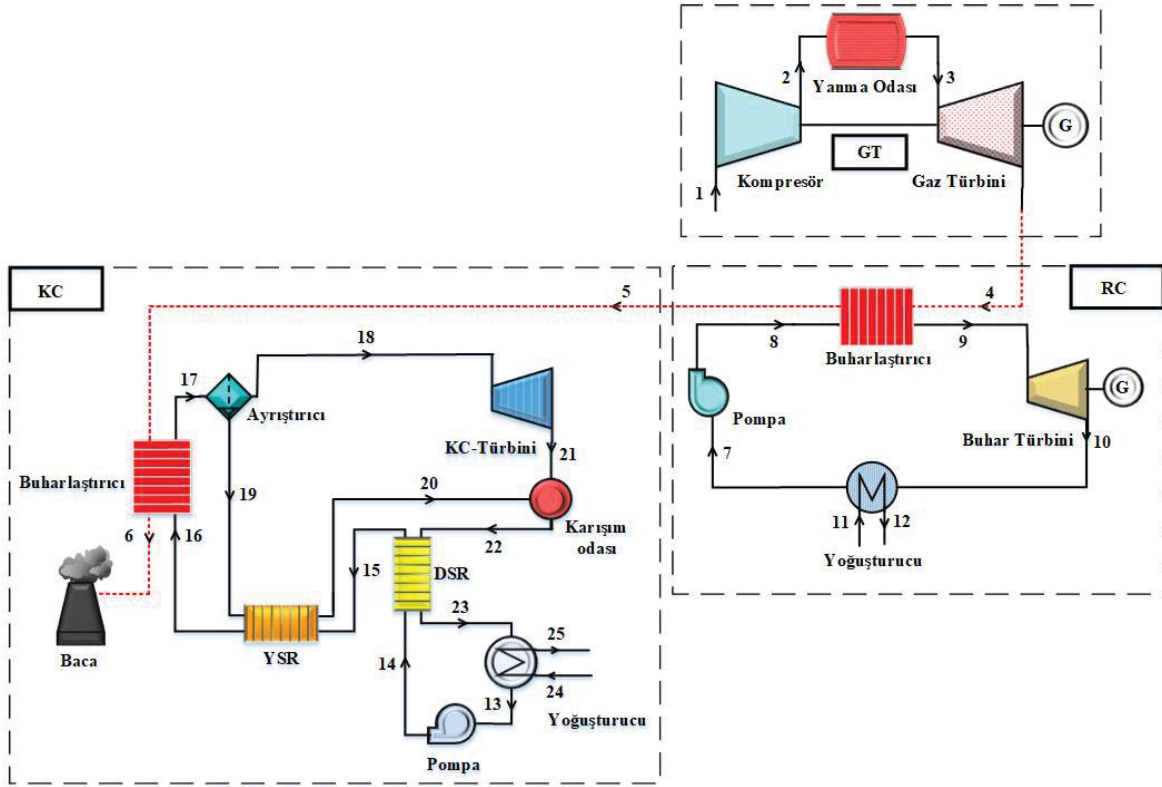 2
3
Yanma Odası
G
GT
Kompresör
Gaz Türbini
1
KC
5
4
RC
8
9
Buharlaştırıcı
18
17
Ayrıştırıcı
KC-Türbini
Pompa
G
Buhar Türbini
10
7
21
Buharlaştırıcı
19
20
Karışım
odası
11
12
Yoğuşturucu
6
16
22
15
DSR
23
25
YSR
14
24
Baca
13
Yoğuşturucu
Pompa